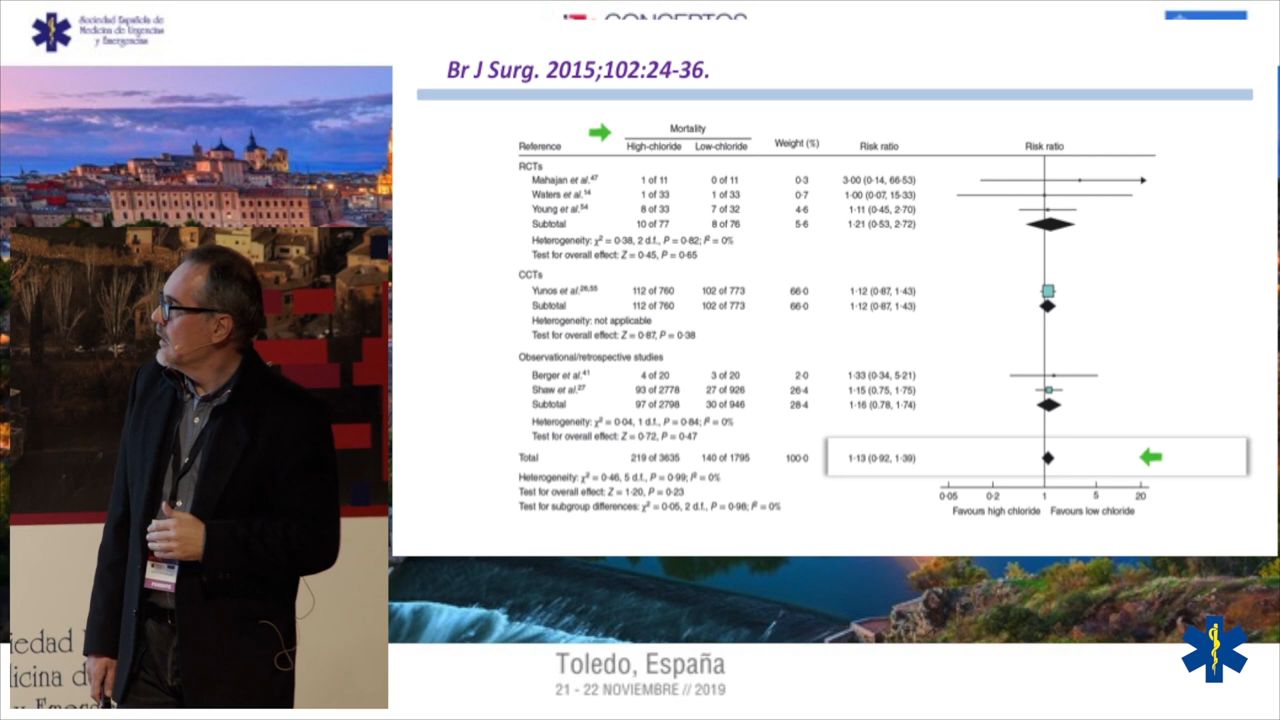 Sociedad Española de
Medicina de Urgencias
y Emergencias
CONCEPTOS
Br J Surg. 2015;102:24-36.
Mortality
Reference High-chloride Low-chloride Weight (%) Risk ratio Risk ratio
RCTs
Mahajan et al.47 1 of 11 0 of 11 0·3 3·00 (0·14, 66·53)
Waters et al.14 1 of 33 1 of 33 0·7 1·00 (0·07, 15·33)
Young et al.54 8 of 33 7 of 32 4·6 1·11 (0·45, 2·70)
Subtotal 10 of 77 8 of 76 5·6 1·21 (0·53, 2·72)
Heterogeneity: χ² = 0·38, 2 d.f., P = 0·82; I² = 0%
Test for overall effect: Z = 0·45, P = 0·65
CCTs
Yunos et al.26,55 112 of 760 102 of 773 66·0 1·12 (0·87, 1·43)
Subtotal 112 of 760 102 of 773 66·0 1·12 (0·87, 1·43)
Heterogeneity: not applicable
Test for overall effect: Z = 0·87, P = 0·38
Observational/retrospective studies
Berger et al.41 4 of 20 3 of 20 2·0 1·33 (0·34, 5·21)
Shaw et al.27 93 of 2778 27 of 926 26·4 1·15 (0·75, 1·75)
Subtotal 97 of 2798 30 of 946 28·4 1·16 (0·78, 1·74)
Heterogeneity: χ² = 0·04, 1 d.f., P = 0·84; I² = 0%
Test for overall effect: Z = 0·72, P = 0·47
Total 219 of 3635 140 of 1795 100·0 1·13 (0·92, 1·39)
Heterogeneity: χ² = 0·46, 5 d.f., P = 0·99; I² = 0%
Test for overall effect: Z = 1·20, P = 0·23
Test for subgroup differences: χ² = 0·05, 2 d.f., P = 0·98; I² = 0%
0·05 0·2 1 5 20
Favours high chloride Favours low chloride
iedad
licina d
y Emerg
Toledo, España
21 - 22 NOVIEMBRE // 2019